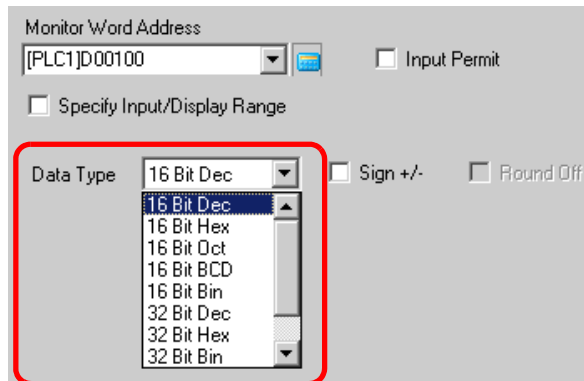 Monitor Word Address
[PLC1]D00100
Input Permit
Specify Input/Display Range
Data Type 16 Bit Dec Sign +/- Round Off
16 Bit Dec
16 Bit Hex
16 Bit Oct
16 Bit BCD
16 Bit Bin
32 Bit Dec
32 Bit Hex
32 Bit Bin